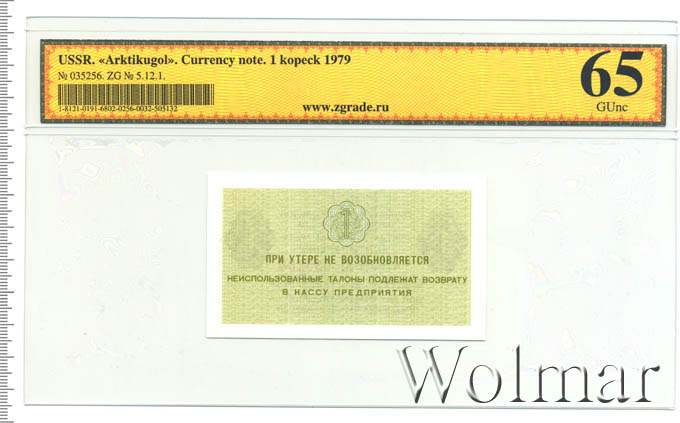 USSR. «Arktikugol». Currency note. 1 kopeck 1979
№ 035256. ZG № 5.12.1.
1-8121-0191-6802-0256-0032-505132
www.zgrade.ru
65
GUnc
1
ПРИ УТЕРЕ НЕ ВОЗОБНОВЛЯЕТСЯ
НЕИСПОЛЬЗОВАННЫЕ ТАЛОНЫ ПОДЛЕЖАТ ВОЗВРАТУ
В КАССУ ПРЕДПРИЯТИЯ
Wolmar